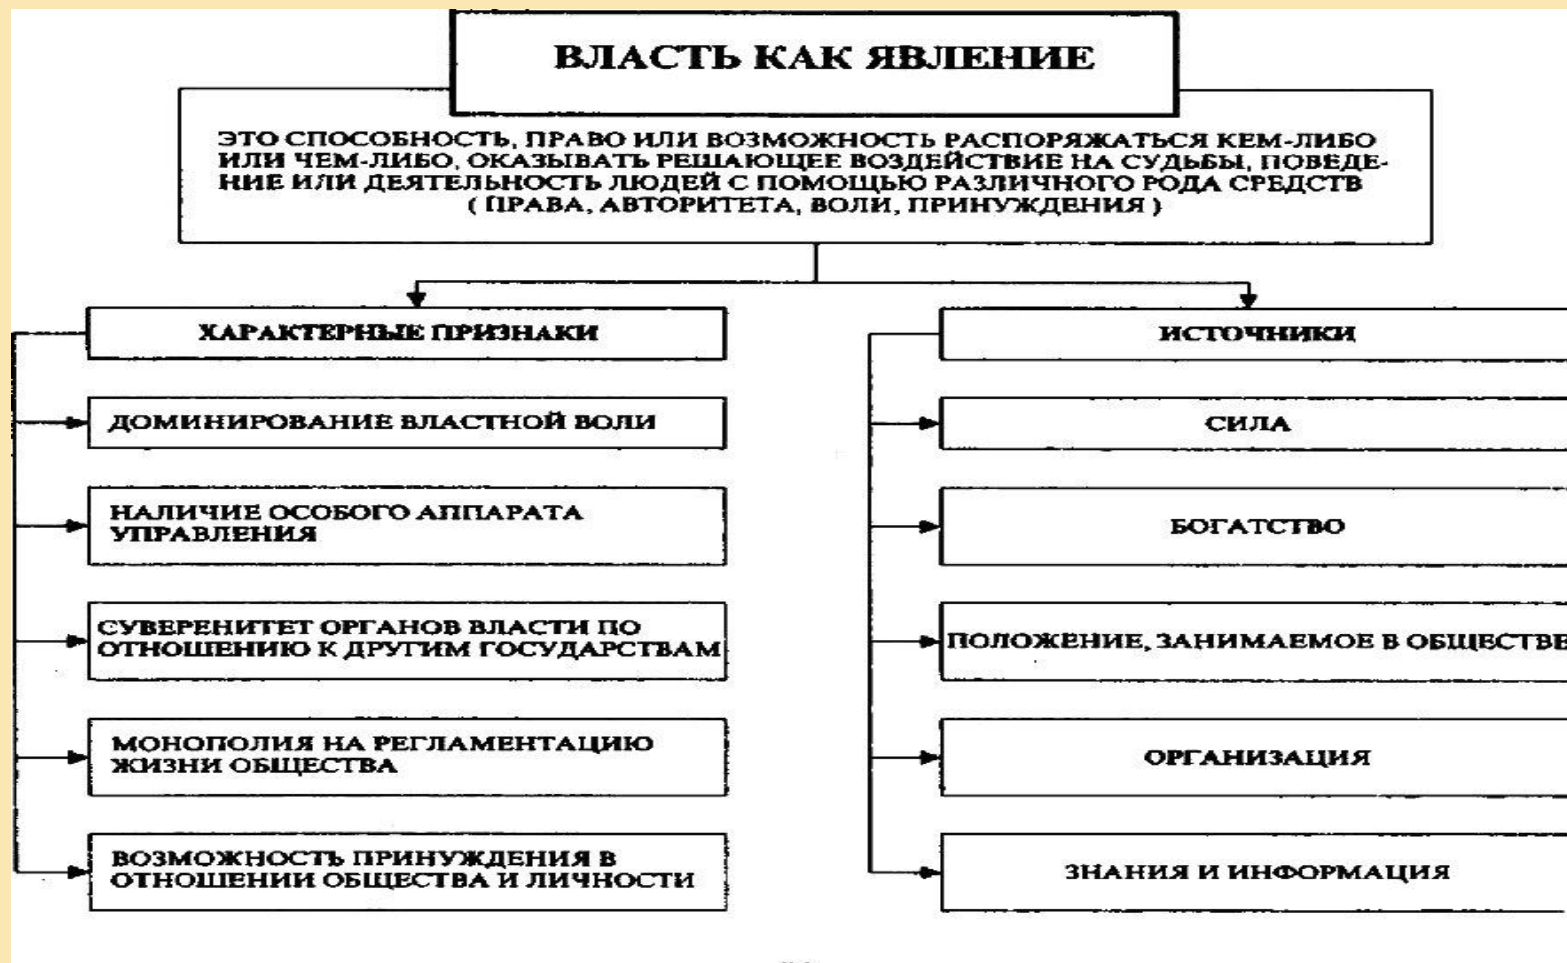 ВЛАСТЬ КАК ЯВЛЕНИЕ
ЭТО СПОСОБНОСТЬ, ПРАВО ИЛИ ВОЗМОЖНОСТЬ РАСПОРЯЖАТЬСЯ КЕМ-ЛИБО
ИЛИ ЧЕМ-ЛИБО, ОКАЗЫВАТЬ РЕШАЮЩЕЕ ВОЗДЕЙСТВИЕ НА СУДЬБЫ, ПОВЕДЕ-
НИЕ ИЛИ ДЕЯТЕЛЬНОСТЬ ЛЮДЕЙ С ПОМОЩЬЮ РАЗЛИЧНОГО РОДА СРЕДСТВ
( ПРАВА, АВТОРИТЕТА, ВОЛИ, ПРИНУЖДЕНИЯ )
ХАРАКТЕРНЫЕ ПРИЗНАКИ
ДОМИНИРОВАНИЕ ВЛАСТНОЙ ВОЛИ
НАЛИЧИЕ ОСОБОГО АППАРАТА
УПРАВЛЕНИЯ
СУВЕРЕНИТЕТ ОРГАНОВ ВЛАСТИ ПО
ОТНОШЕНИЮ К ДРУГИМ ГОСУДАРСТВАМ
МОНОПОЛИЯ НА РЕГЛАМЕНТАЦИЮ
ЖИЗНИ ОБЩЕСТВА
ВОЗМОЖНОСТЬ ПРИНУЖДЕНИЯ В
ОТНОШЕНИИ ОБЩЕСТВА И ЛИЧНОСТИ
ИСТОЧНИКИ
СИЛА
БОГАТСТВО
ПОЛОЖЕНИЕ, ЗАНИМАЕМОЕ В ОБЩЕСТВЕ
ОРГАНИЗАЦИЯ
ЗНАНИЯ И ИНФОРМАЦИЯ